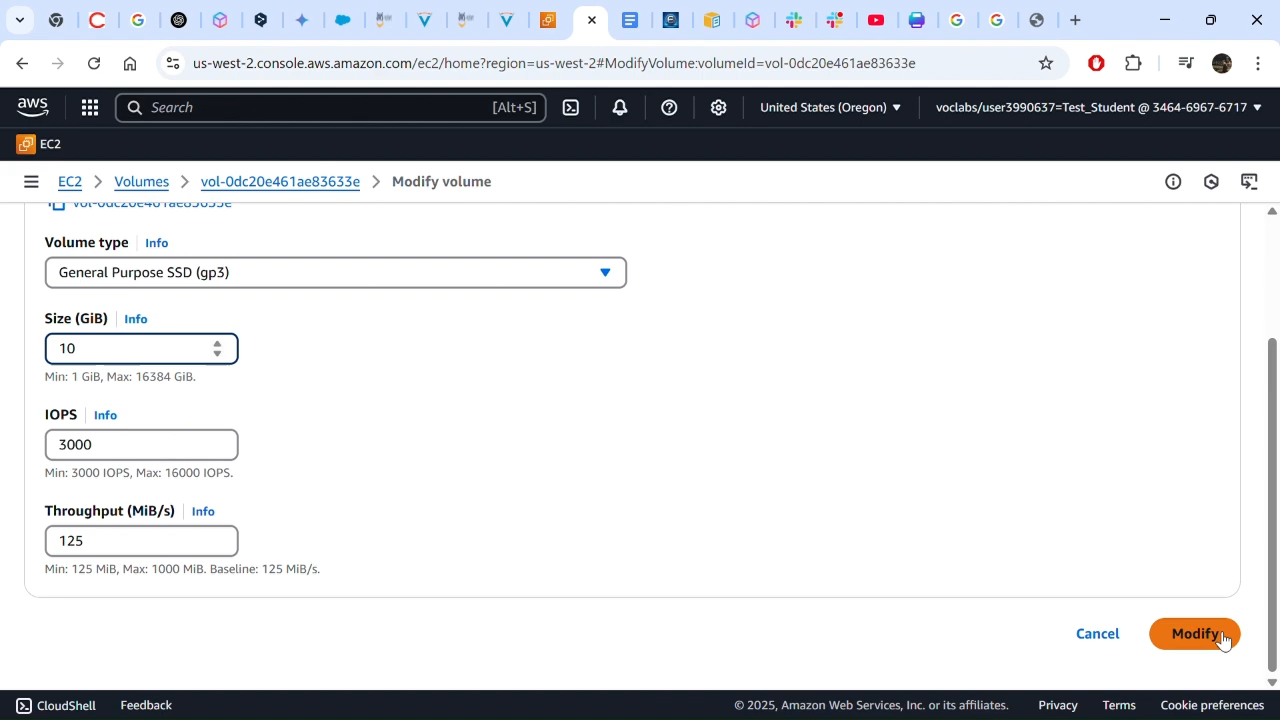 us-west-2.console.aws.amazon.com/ec2/home?region=us-west-2#ModifyVolume:volumeId=vol-0dc20e461ae83633e
aws
Search [Alt+S]
United States (Oregon)
voclabs/user3990637=Test_Student @ 3464-6967-6717
EC2
EC2 > Volumes > vol-0dc20e461ae83633e > Modify volume
vol-0dc20e461ae83633e
Volume type Info
General Purpose SSD (gp3)
Size (GiB) Info
10
Min: 1 GiB, Max: 16384 GiB.
IOPS Info
3000
Min: 3000 IOPS, Max: 16000 IOPS.
Throughput (MiB/s) Info
125
Min: 125 MiB, Max: 1000 MiB. Baseline: 125 MiB/s.
Cancel Modify
CloudShell Feedback © 2025, Amazon Web Services, Inc. or its affiliates. Privacy Terms Cookie preferences